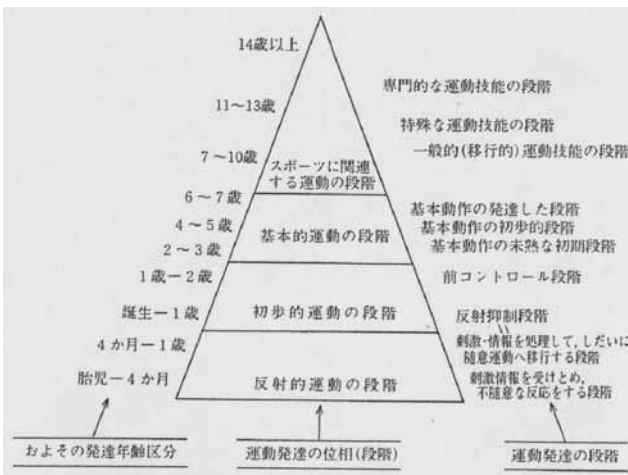 14歳以上
11〜13歳
7〜10歳
6〜7歳
4〜5歳
2〜3歳
1歳ー2歳
誕生ー1歳
4か月ー1歳
胎児ー4か月
およその発達年齢区分
スポーツに関連
する運動の段階
基本的運動の段階
初歩的運動の段階
反射的運動の段階
運動発達の位相(段階)
専門的な運動技能の段階
特殊な運動技能の段階
一般的(移行的)運動技能の段階
基本動作の発達した段階
基本動作の初歩的段階
基本動作の未熟な初期段階
前コントロール段階
反射抑制段階
刺激・情報を処理して,しだいに
随意運動へ移行する段階
刺激情報を受けとめ,
不随意な反応をする段階
運動発達の段階